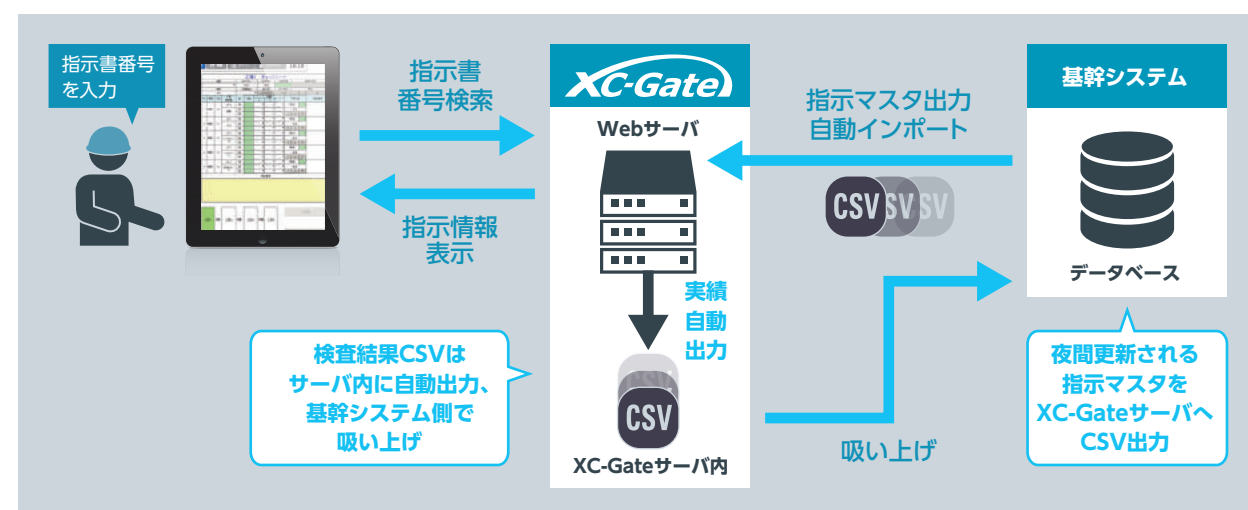 指示書番号
を入力
指示書
番号検索
指示情報
表示
XC-Gate
Webサーバ
実績
自動
出力
CSV
CSV
XC-Gateサーバ内
検査結果CSVは
サーバ内に自動出力、
基幹システム側で
吸い上げ
指示マスタ出力
自動インポート
CSV SV SV
吸い上げ
基幹システム
データベース
夜間更新される
指示マスタを
XC-Gateサーバへ
CSV出力